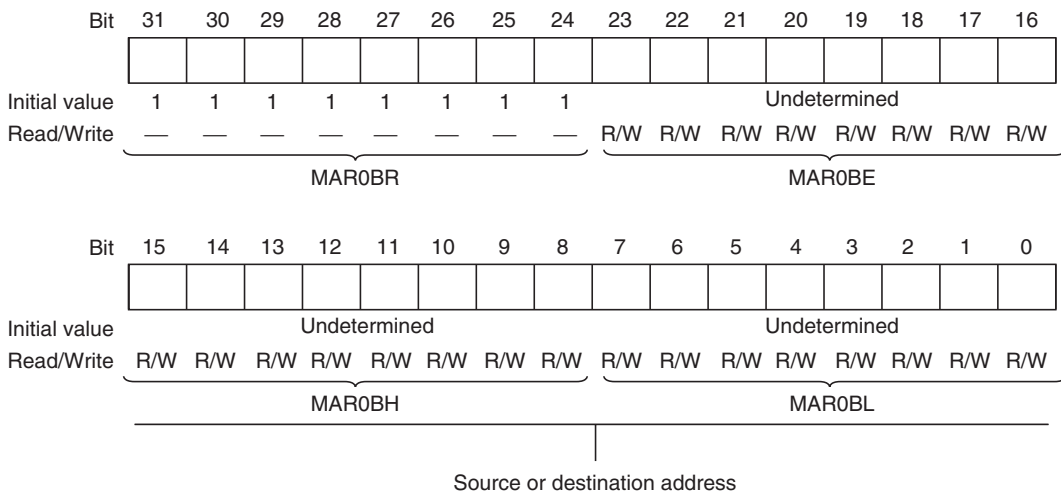 Bit 31 30 29 28 27 26 25 24 23 22 21 20 19 18 17 16
Initial value 1 1 1 1 1 1 1 1 Undetermined
Read/Write — — — — — — — — R/W R/W R/W R/W R/W R/W R/W R/W
MAR0BR MAR0BE
Bit 15 14 13 12 11 10 9 8 7 6 5 4 3 2 1 0
Initial value Undetermined Undetermined
Read/Write R/W R/W R/W R/W R/W R/W R/W R/W R/W R/W R/W R/W R/W R/W R/W R/W
MAR0BH MAR0BL
Source or destination address